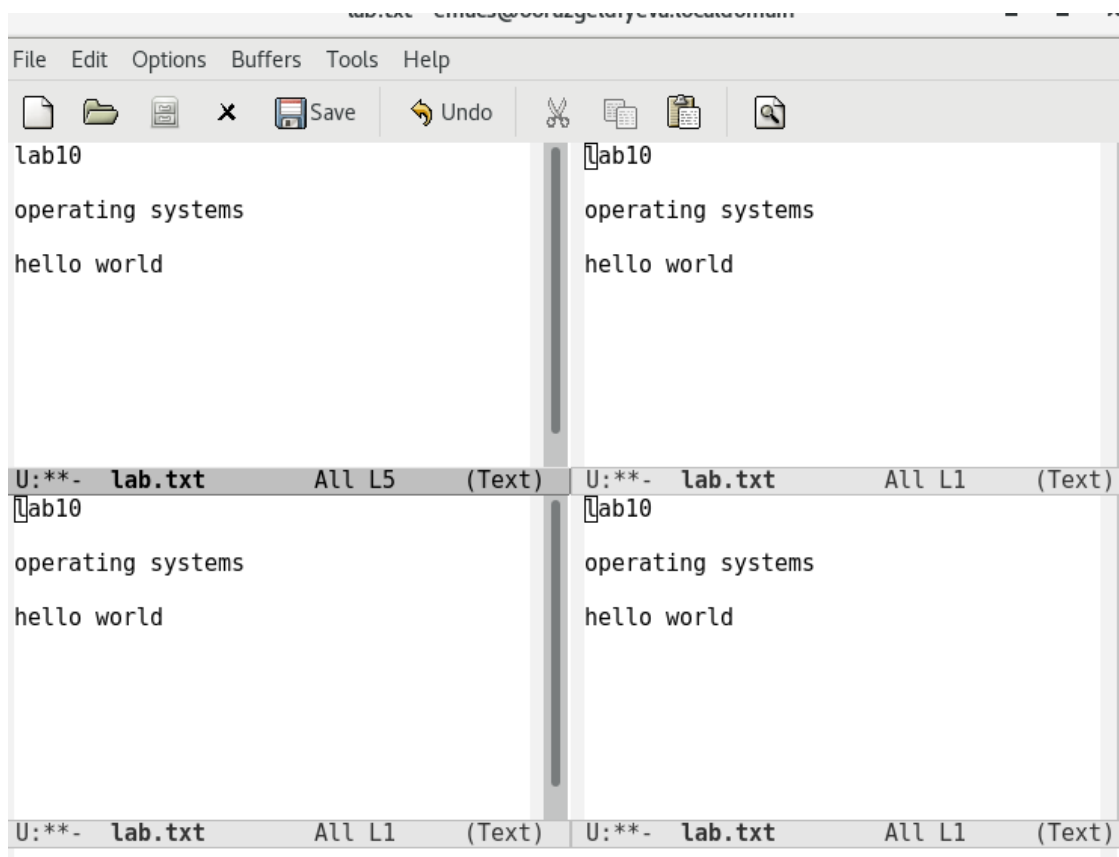 lab.txt
File Edit Options Buffers Tools Help
Save Undo
lab10
operating systems
hello world
U:**- lab.txt All L5 (Text)
lab10
operating systems
hello world
U:**- lab.txt All L1 (Text)
lab10
operating systems
hello world
U:**- lab.txt All L1 (Text)
lab10
operating systems
hello world
U:**- lab.txt All L1 (Text)